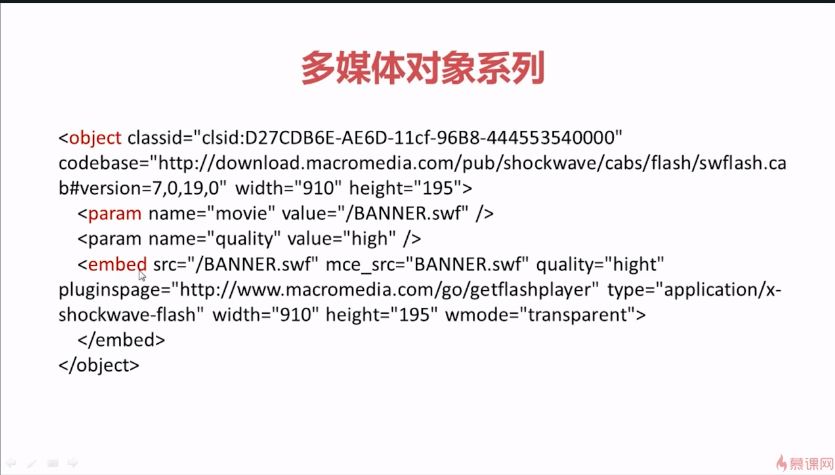 多媒体对象系列
<object classid="clsid:D27CDB6E-AE6D-11cf-96B8-444553540000"
codebase="http://download.macromedia.com/pub/shockwave/cabs/flash/swflash.ca
b#version=7,0,19,0" width="910" height="195">
<param name="movie" value="/BANNER.swf" />
<param name="quality" value="high" />
<embed src="/BANNER.swf" mce_src="BANNER.swf" quality="hight"
pluginspage="http://www.macromedia.com/go/getflashplayer" type="application/x-
shockwave-flash" width="910" height="195" wmode="transparent">
</embed>
</object>
慕课网